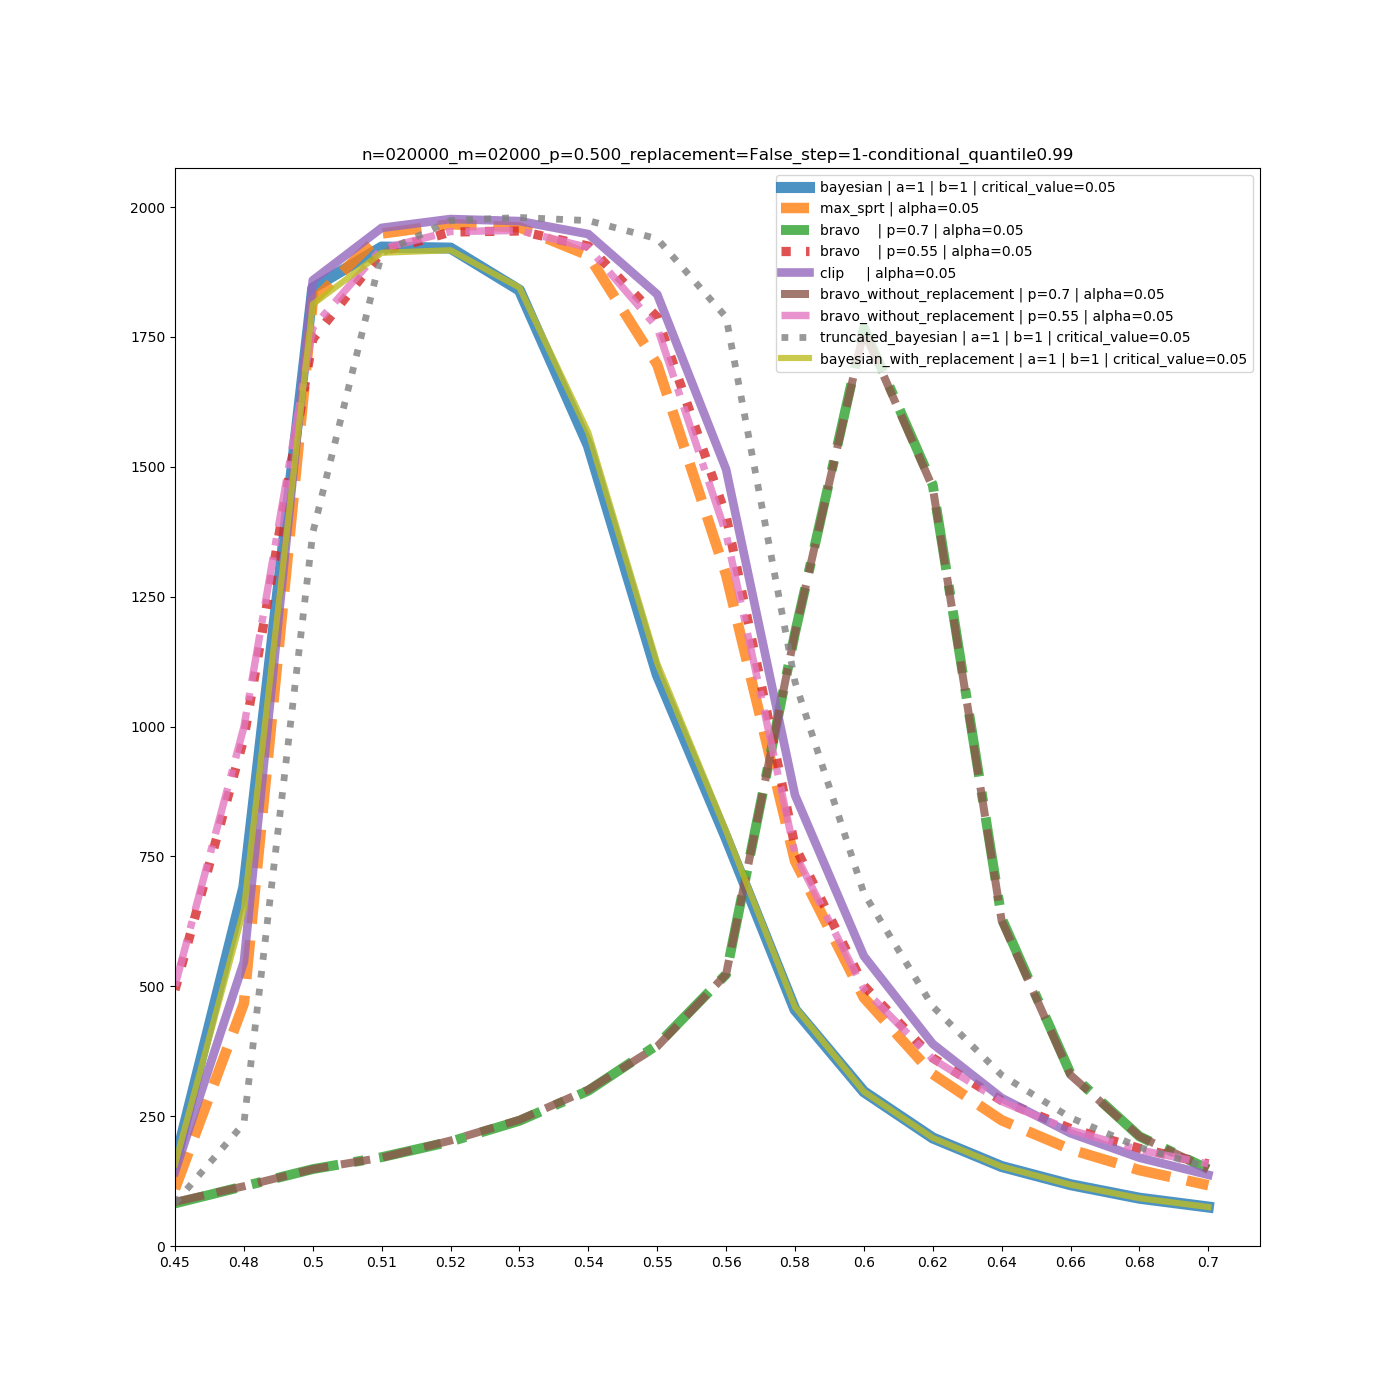 n=020000_m=02000_p=0.500_replacement=False_step=1-conditional_quantile0.99
bayesian | a=1 | b=1 | critical_value=0.05
max_sprt | alpha=0.05
bravo    | p=0.7 | alpha=0.05
bravo    | p=0.55 | alpha=0.05
clip     | alpha=0.05
bravo_without_replacement | p=0.7 | alpha=0.05
bravo_without_replacement | p=0.55 | alpha=0.05
truncated_bayesian | a=1 | b=1 | critical_value=0.05
bayesian_with_replacement | a=1 | b=1 | critical_value=0.05
2000
1750
1500
1250
1000
750
500
250
0
0.45 0.48 0.5 0.51 0.52 0.53 0.54 0.55 0.56 0.58 0.6 0.62 0.64 0.66 0.68 0.7